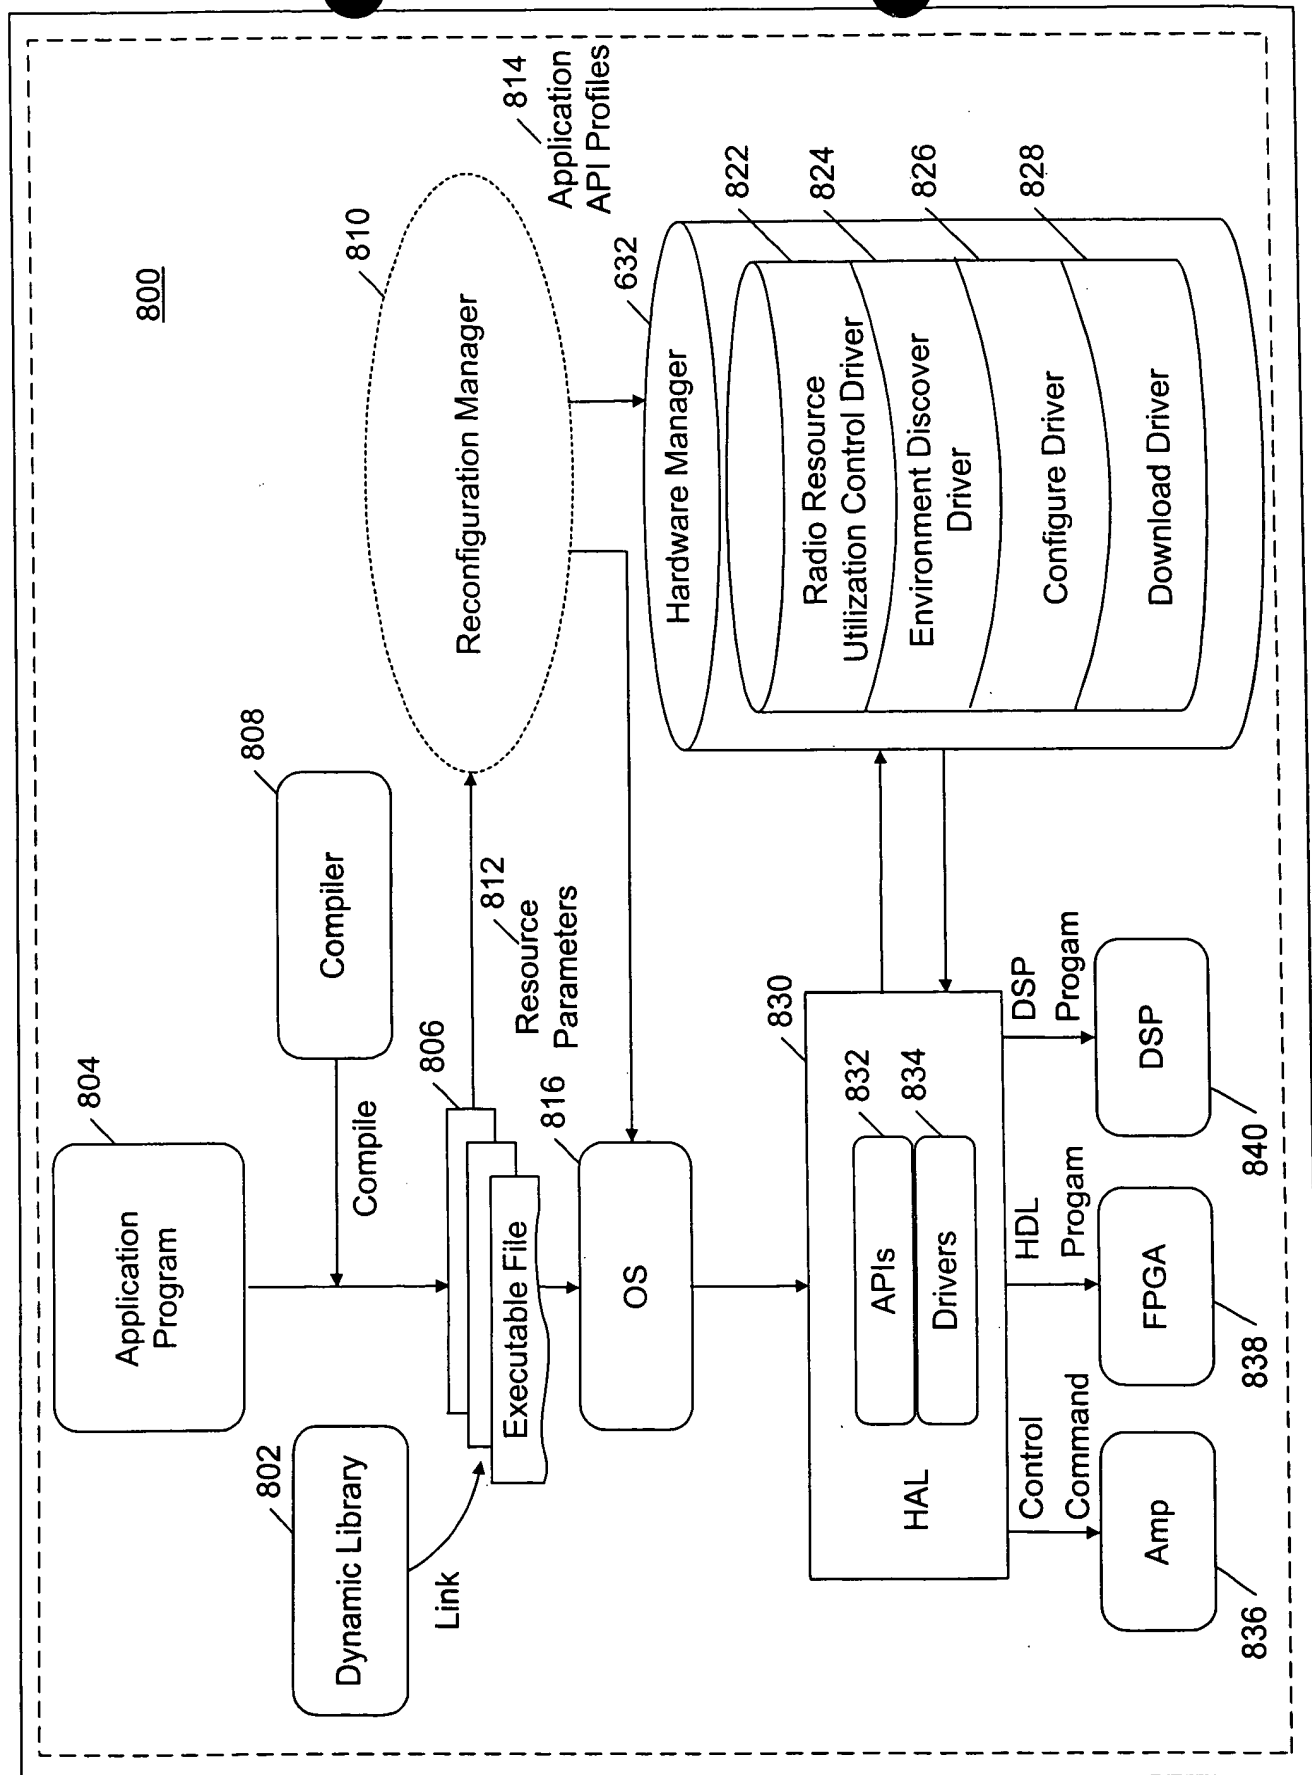 800
804
Application
Program
802
Dynamic Library
Link
808
Compiler
Compile
806
Executable File
812
Resource
Parameters
810
Reconfiguration Manager
814
Application
API Profiles
816
OS
632
Hardware Manager
822
Radio Resource
Utilization Control Driver
824
Environment Discover
Driver
826
Configure Driver
828
Download Driver
830
HAL
832
APIs
834
Drivers
Control
Command
HDL
Progam
DSP
Progam
Amp
836
FPGA
838
DSP
840